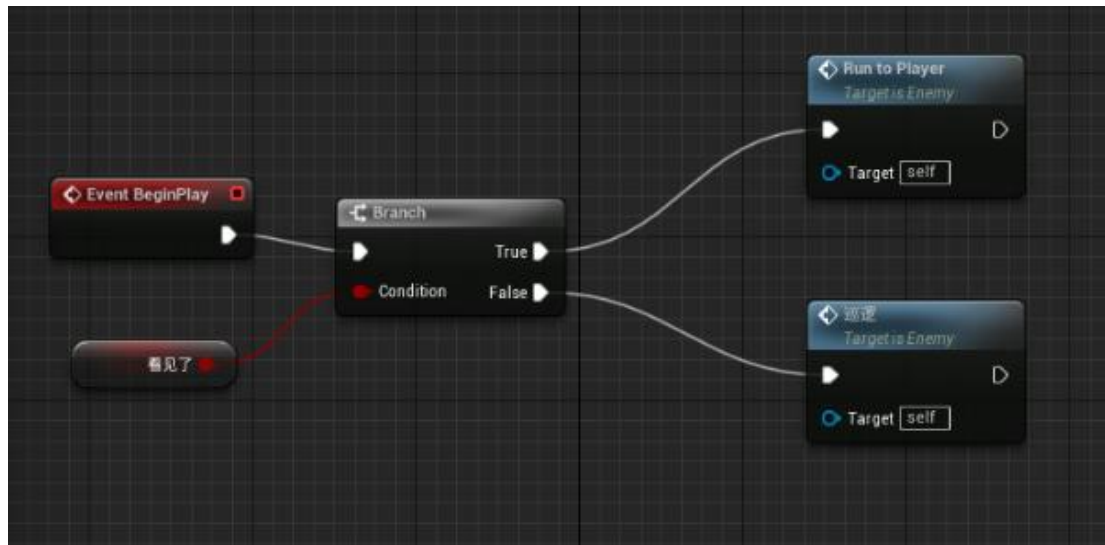 Run to Player
Target is Enemy
Target self
Event BeginPlay
Branch
True
Condition
False
看见了
巡逻
Target is Enemy
Target self